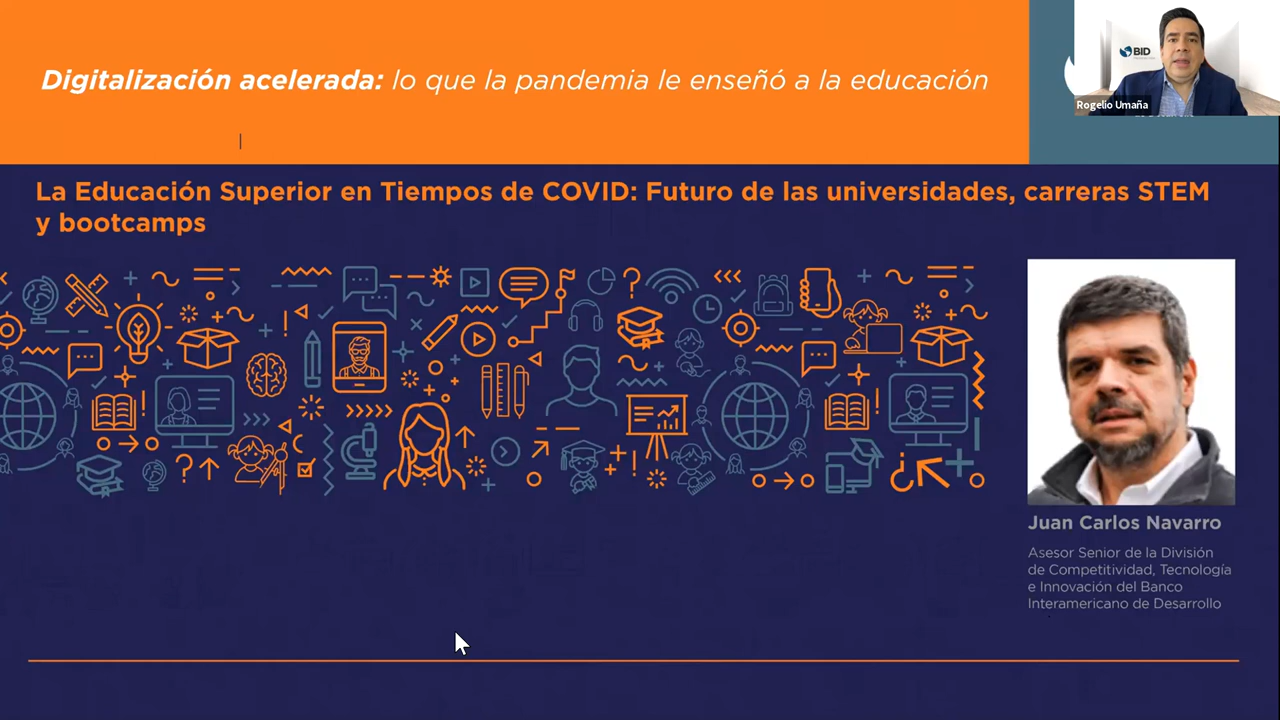 Digitalización acelerada: lo que la pandemia le enseñó a la educación
BID
Rogelio Umaña
La Educación Superior en Tiempos de COVID: Futuro de las universidades, carreras STEM
y bootcamps
Juan Carlos Navarro
Asesor Senior de la División
de Competitividad, Tecnología
e Innovación del Banco
Interamericano de Desarrollo